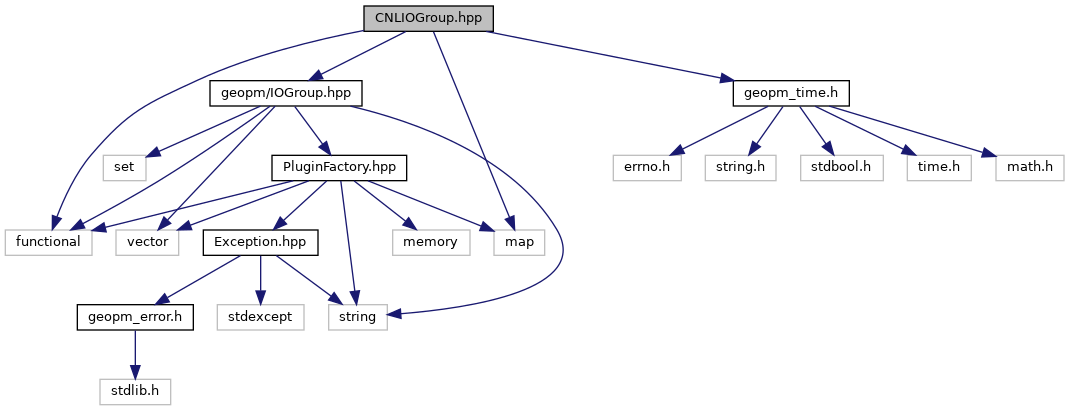 CNLIOGroup.hpp
geopm/IOGroup.hpp
geopm_time.h
set
PluginFactory.hpp
errno.h
string.h
stdbool.h
time.h
math.h
functional
vector
Exception.hpp
memory
map
geopm_error.h
stdexcept
string
stdlib.h